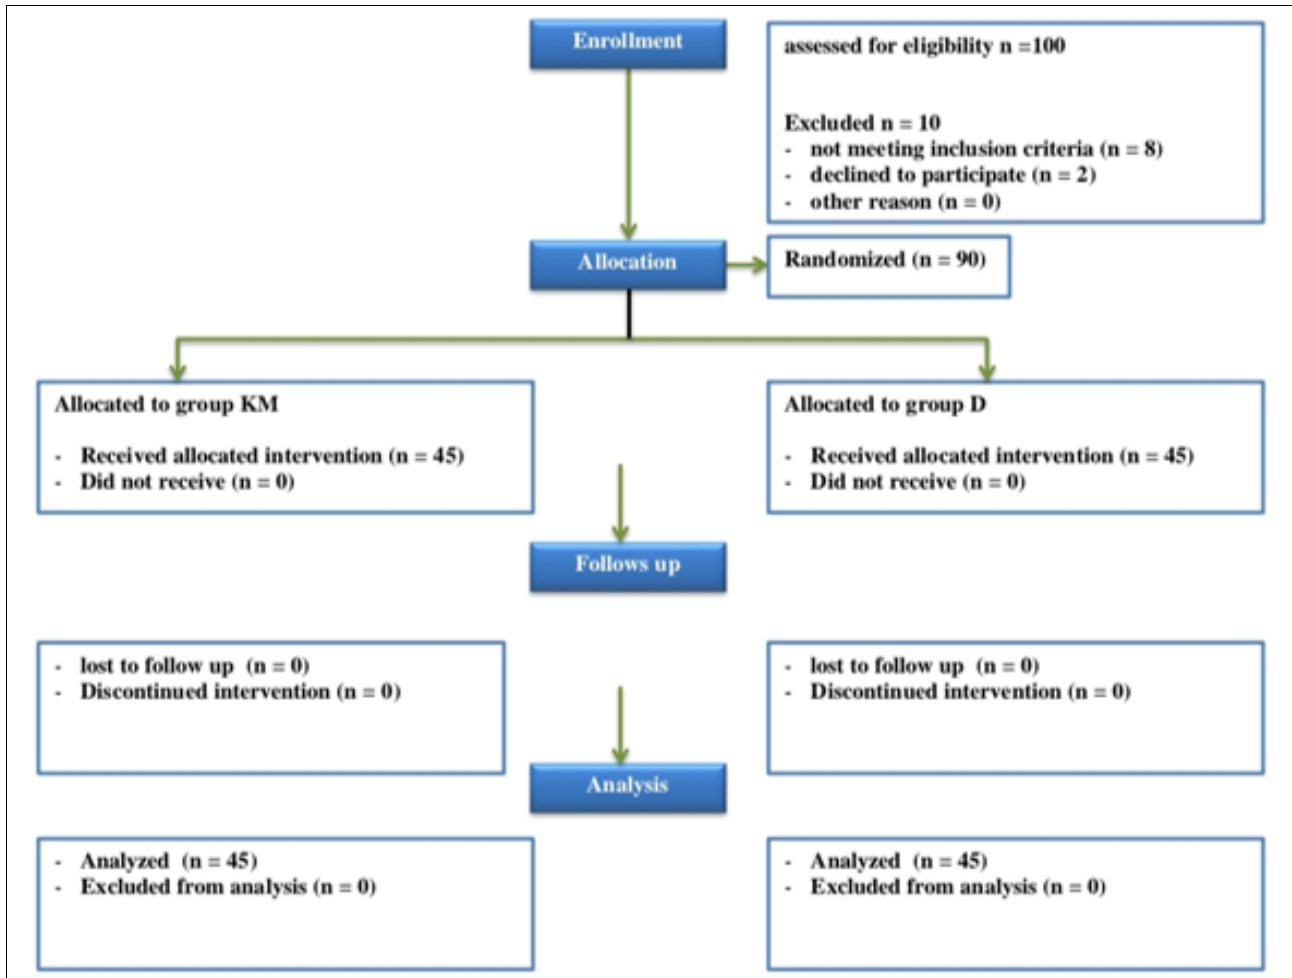 Enrollment
assessed for eligibility n =100
Excluded n = 10
- not meeting inclusion criteria (n = 8)
- declined to participate (n = 2)
- other reason (n = 0)
Allocation
Randomized (n = 90)
Allocated to group KM
- Received allocated intervention (n = 45)
- Did not receive (n = 0)
Allocated to group D
- Received allocated intervention (n = 45)
- Did not receive (n = 0)
Follows up
- lost to follow up (n = 0)
- Discontinued intervention (n = 0)
- lost to follow up (n = 0)
- Discontinued intervention (n = 0)
Analysis
- Analyzed (n = 45)
- Excluded from analysis (n = 0)
- Analyzed (n = 45)
- Excluded from analysis (n = 0)